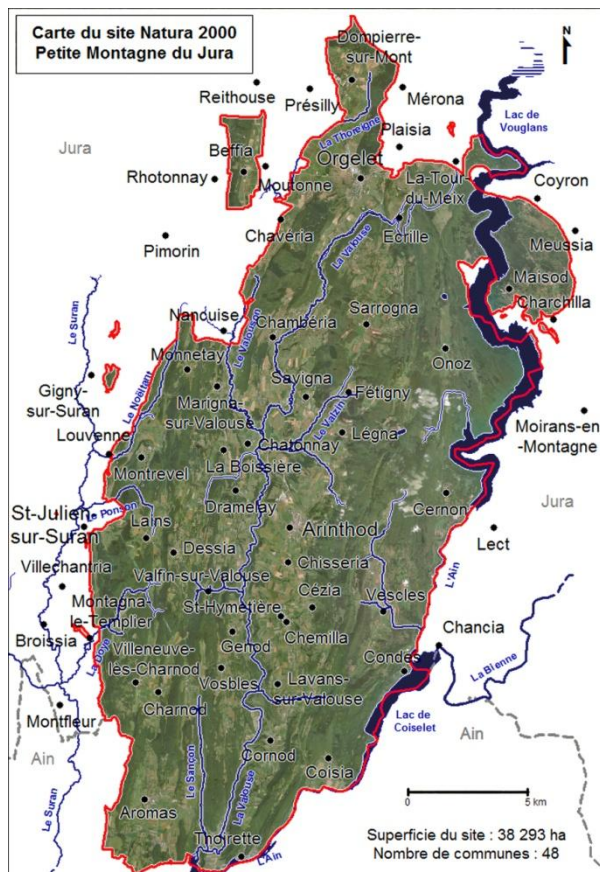 Carte du site Natura 2000
Petite Montagne du Jura
N
Dompierre-
sur-Mont
Reithouse
Présilly
Mérona
Lac de
Vouglans
La Thoreigne
Plaisia
Jura
Beffia
Orgelet
Rhotonnay
Moutonne
La-Tour
du-Meix
Coyron
Chavéria
Ecrille
Pimorin
La Valouse
Meussia
Maisod
Charchilla
Le Suran
Nancuise
Le Valouson
Chambéria
Sarrogna
Monnetay
Onoz
Gigny-
sur-Suran
Le Noëltant
Marigna-
sur-Valouse
Savigna
Fétigny
Le Valzin
Moirans-en
-Montagne
Louvenne
Chatonnay
Légna
Montrevel
La Boissière
Jura
Dramelay
Cernon
St-Julien-
sur-Suran
Le Ponson
Lains
Arinthod
Lect
Dessia
Chisseria
L'Ain
Villechantria
Valfin-sur-Valouse
Montagna-
le-Templier
St-Hymetière
Cézia
Vescles
Broissia
Chemilla
Chancia
La Doye
Genod
Villeneuve-
lès-Charnod
Vosbles
Lavans-
sur-Valouse
Condes
La Bienne
Montfleur
Charnod
Lac de
Coiselet
Ain
Ain
Le Sançon
La Valouse
Cornod
Coisia
Le Suran
Aromas
0
5 km
Thoirette
L'Ain
Superficie du site : 38 293 ha
Nombre de communes : 48